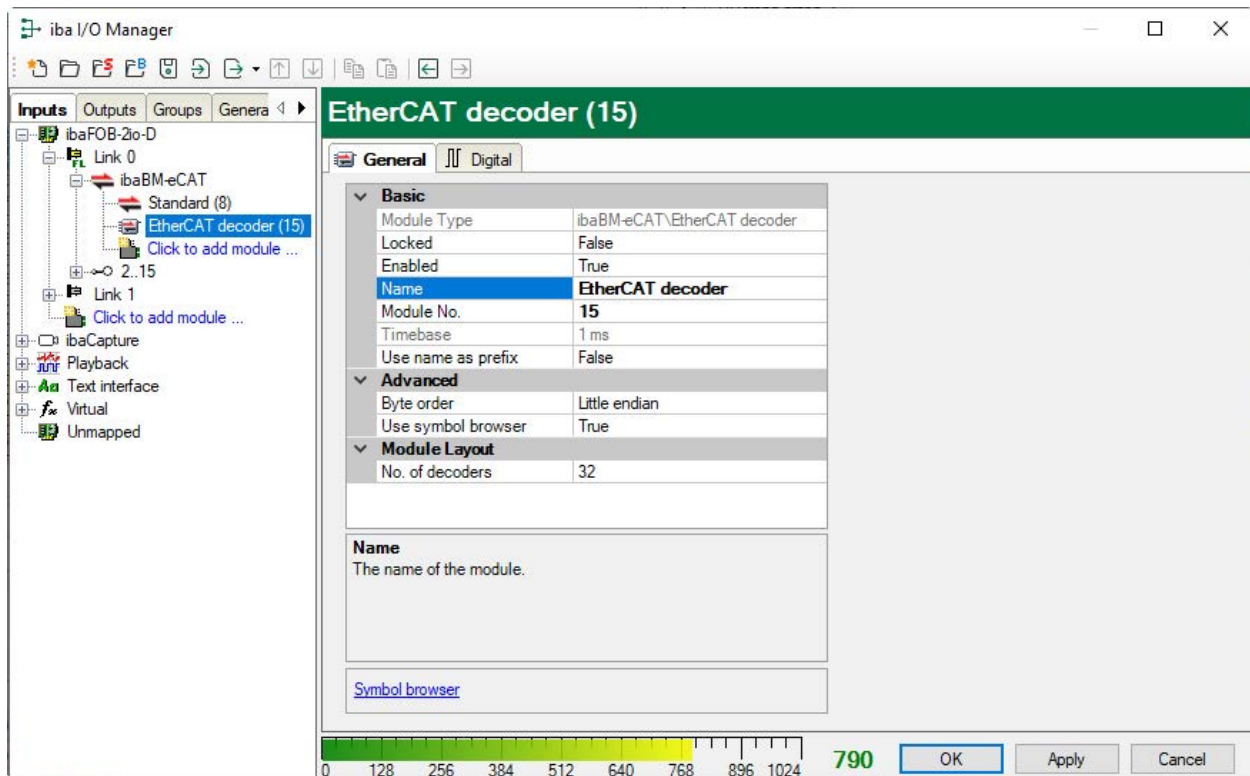 iba I/O Manager
Inputs Outputs Groups Genera
ibaFOB-2io-D
Link 0
ibaBM-eCAT
Standard (8)
EtherCAT decoder (15)
Click to add module ...
2..15
Link 1
Click to add module ...
ibaCapture
Playback
Text interface
Virtual
Unmapped
EtherCAT decoder (15)
General Digital
Basic
Module Type ibaBM-eCAT\EtherCAT decoder
Locked False
Enabled True
Name EtherCAT decoder
Module No. 15
Timebase 1 ms
Use name as prefix False
Advanced
Byte order Little endian
Use symbol browser True
Module Layout
No. of decoders 32
Name
The name of the module.
Symbol browser
0 128 256 384 512 640 768 896 1024
790 OK Apply Cancel